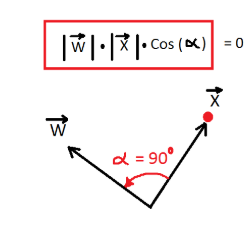 |W⃗|•|X⃗|•Cos (α) = 0
X⃗
W⃗
α = 90°